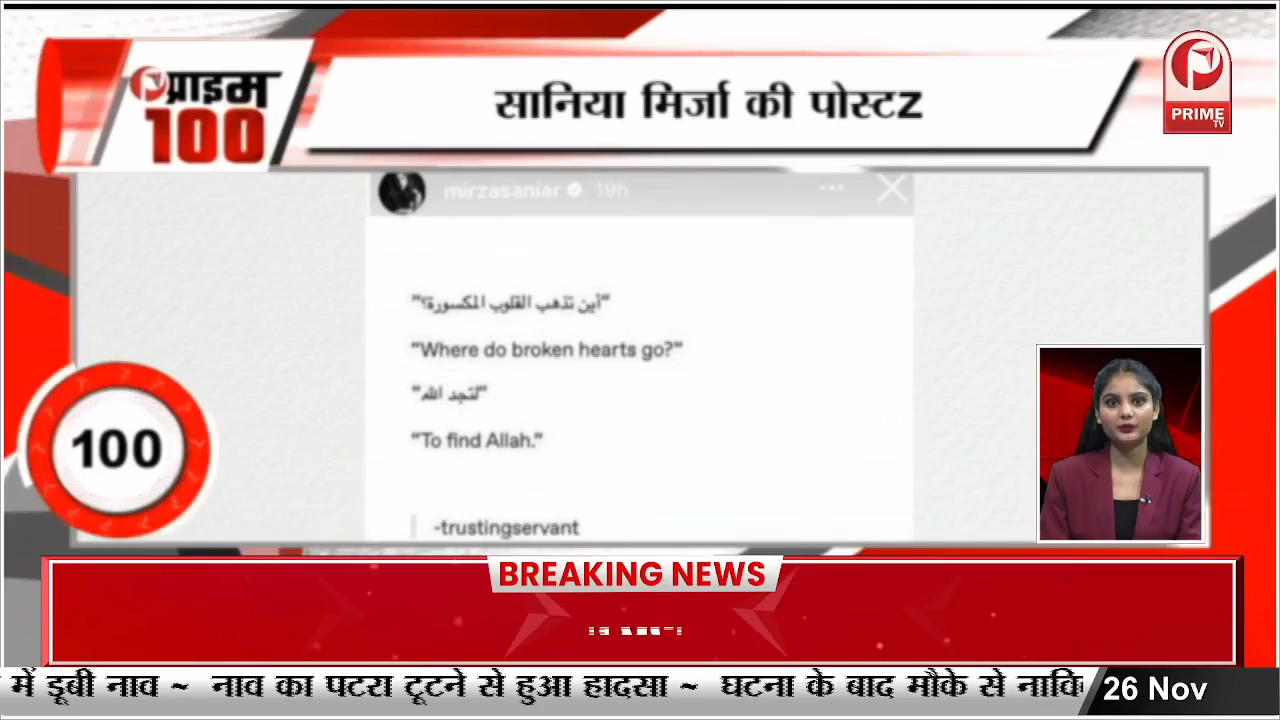 प्राइम
100
सानिया मिर्जा की पोस्टz
PRIME
TV
mirzasaniar 19h
"أين تذهب القلوب المكسورة؟"
"Where do broken hearts go?"
"لتجد الله"
"To find Allah."
-trustingservant
100
BREAKING NEWS
में डूबी नाव ~ नाव का पटरा टूटने से हुआ हादसा ~ घटना के बाद मौके से
26 Nov